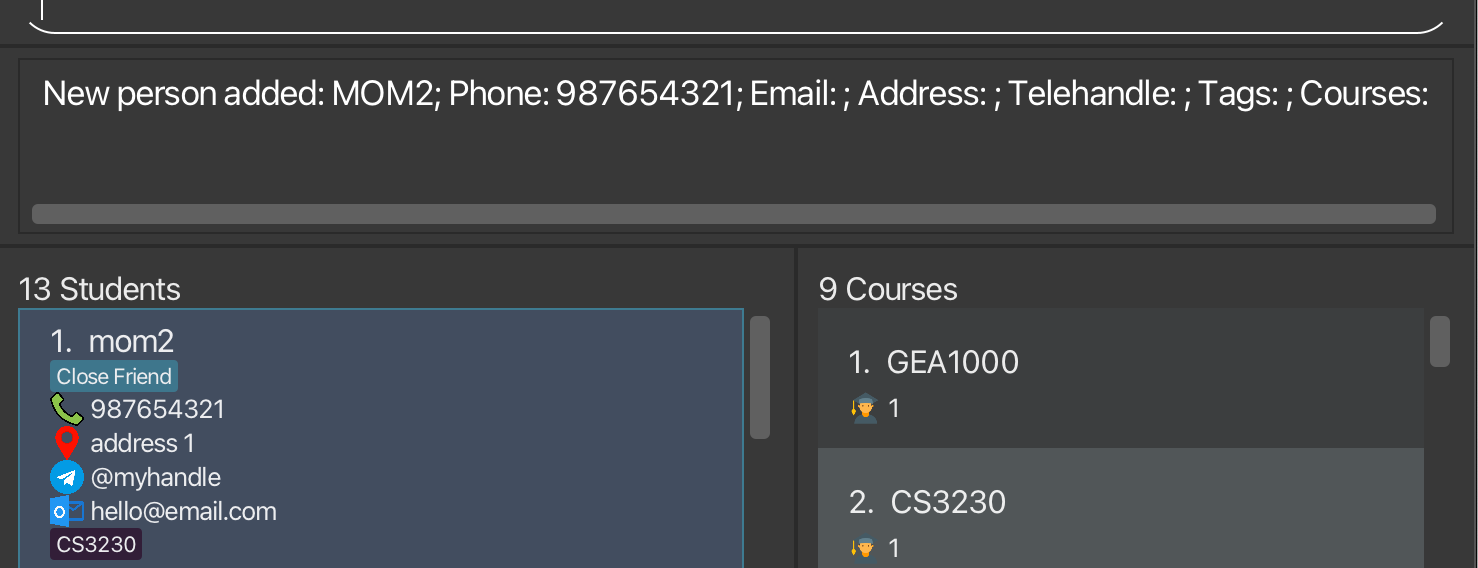 New person added: MOM2; Phone: 987654321; Email: ; Address: ; Telehandle: ; Tags: ; Courses:
13 Students
1. mom2
Close Friend
987654321
address 1
@myhandle
hello@email.com
CS3230
9 Courses
1. GEA1000
1
2. CS3230
1